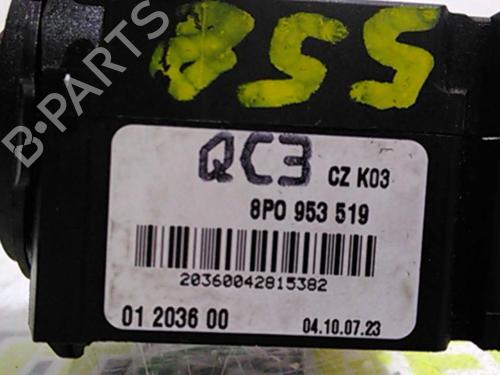 B-PARTS
855
QC3
CZ K03
8P0 953 519
20360042815382
01 2036 00
04.10.07.23